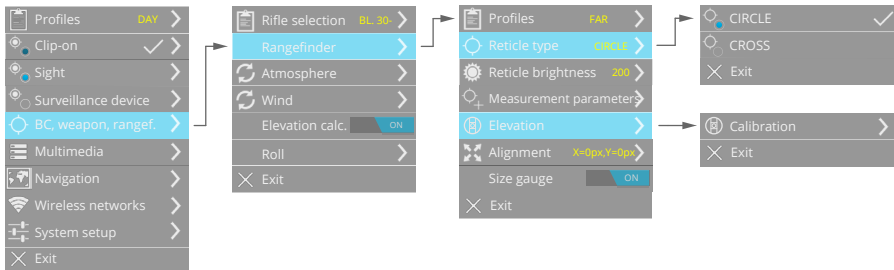 Profiles DAY
Clip-on
Sight
Surveillance device
BC, weapon, rangef.
Multimedia
Navigation
Wireless networks
System setup
Exit
Rifle selection BL. 30-
Rangefinder
Atmosphere
Wind
Elevation calc. ON
Roll
Exit
Profiles FAR
Reticle type CIRCLE
Reticle brightness 200
Measurement parameters
Elevation
Alignment X=0px,Y=0px
Size gauge ON
Exit
CIRCLE
CROSS
Exit
Calibration
Exit